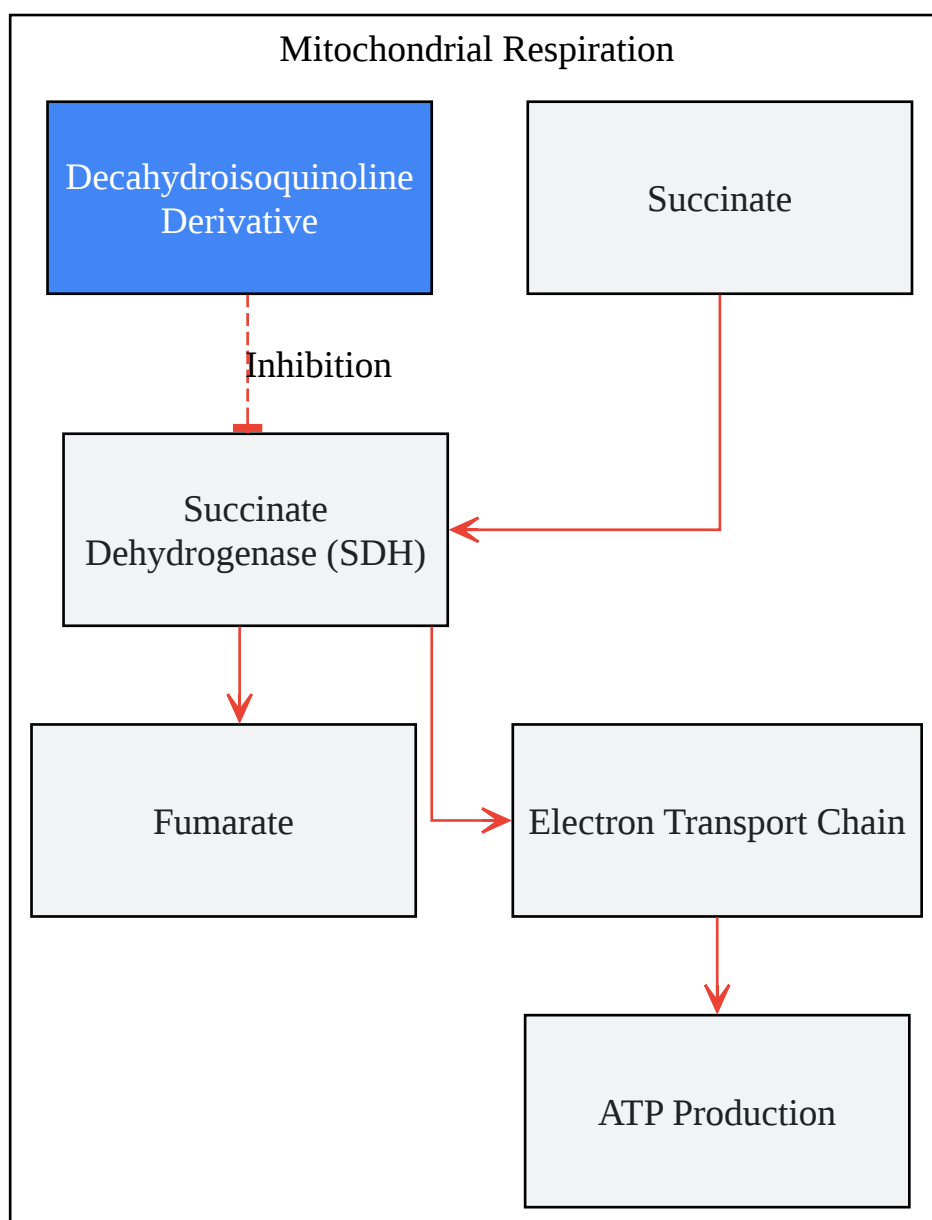 Mitochondrial Respiration
Decahydroisoquinoline
Derivative
Succinate
Inhibition
Succinate
Dehydrogenase (SDH)
Fumarate
Electron Transport Chain
ATP Production